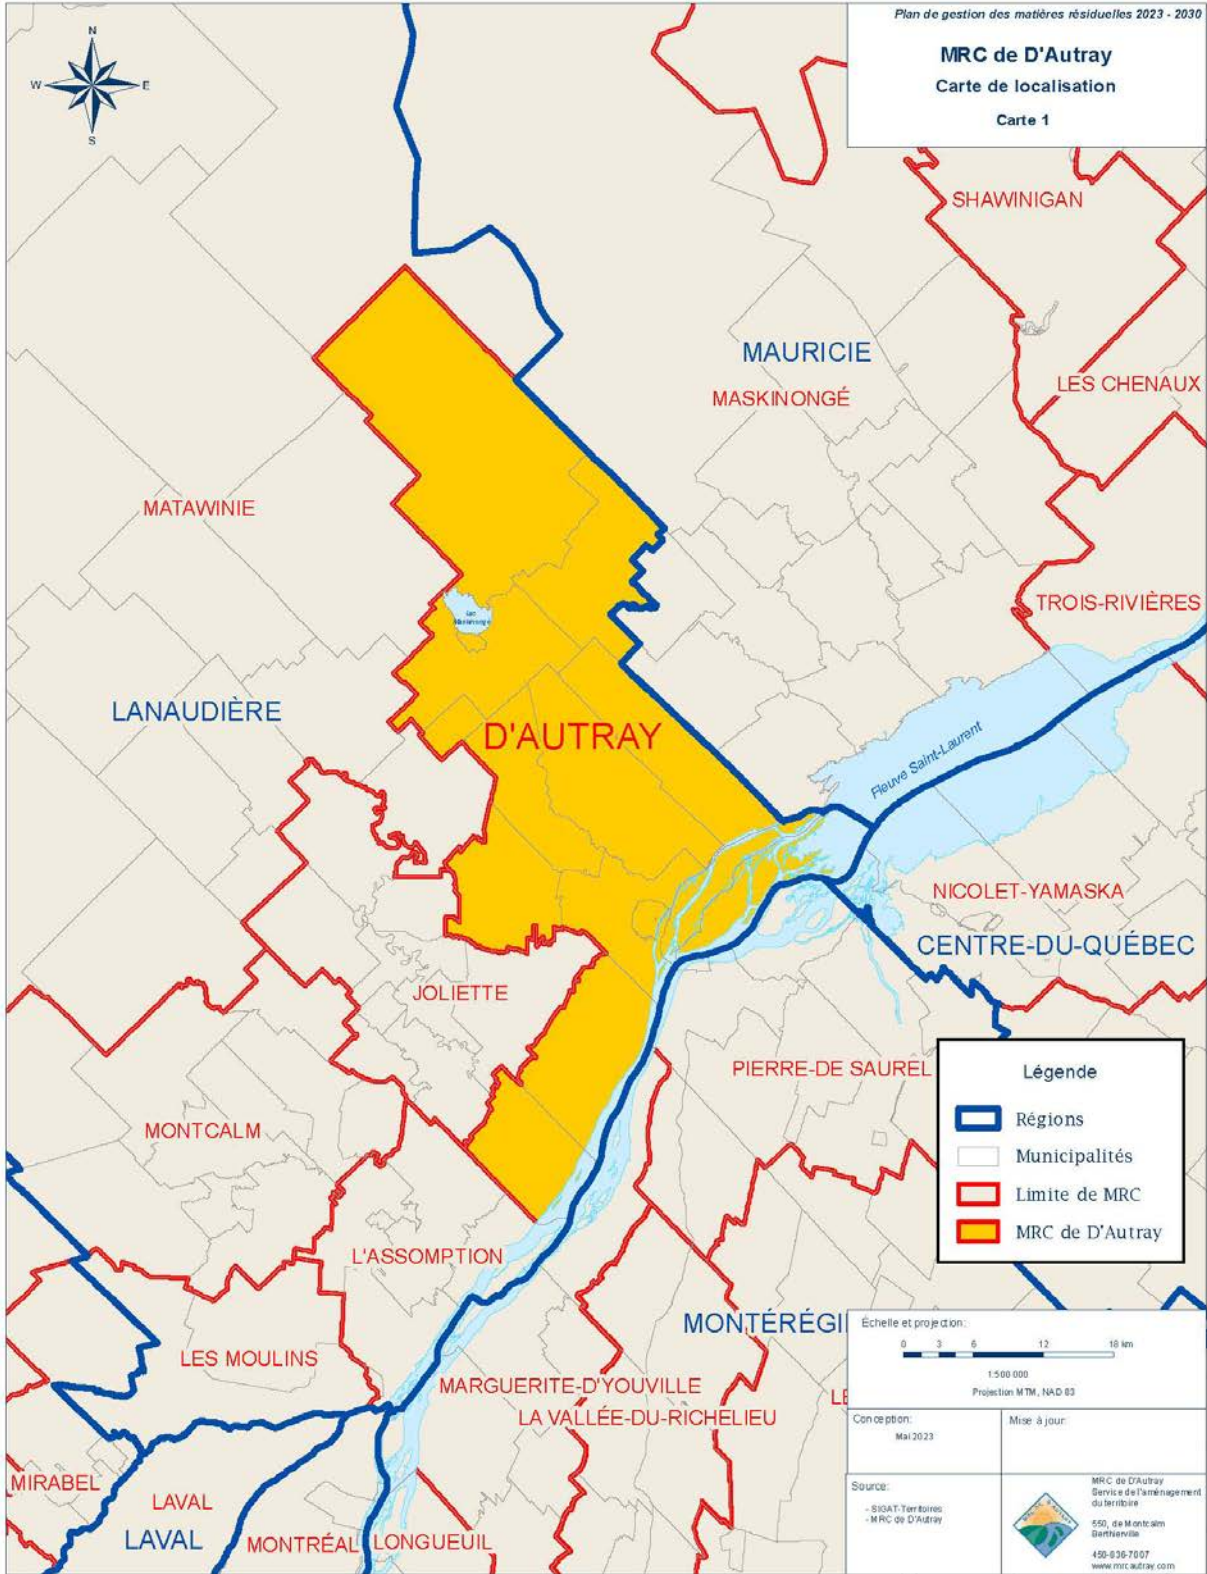 Plan de gestion des matières résiduelles 2023 - 2030
MRC de D'Autray
Carte de localisation
Carte 1
N
W
E
S
SHAWINIGAN
MAURICIE
MASKINONGÉ
LES CHENAUX
MATAWINIE
TROIS-RIVIÈRES
Lac
Maskinongé
LANAUDIÈRE
D'AUTRAY
Fleuve Saint-Laurent
NICOLET-YAMASKA
CENTRE-DU-QUÉBEC
JOLIETTE
PIERRE-DE SAUREL
MONTCALM
Légende
Régions
Municipalités
Limite de MRC
MRC de D'Autray
L'ASSOMPTION
MONTÉRÉGI
LES MOULINS
MARGUERITE-D'YOUVILLE
LA VALLÉE-DU-RICHELIEU
LE
MIRABEL
LAVAL
LAVAL
MONTRÉAL
LONGUEUIL
Échelle et projection:
0 3 6 12 18 km
1:500 000
Projection MTM, NAD 83
Conception:
Mai 2023
Mise à jour:
Source:
- SIGAT-Territoires
- MRC de D'Autray
MRC de D'Autray
Service de l'aménagement
du territoire
550, de Montcalm
Berthierville
450-836-7007
www.mrcautray.com